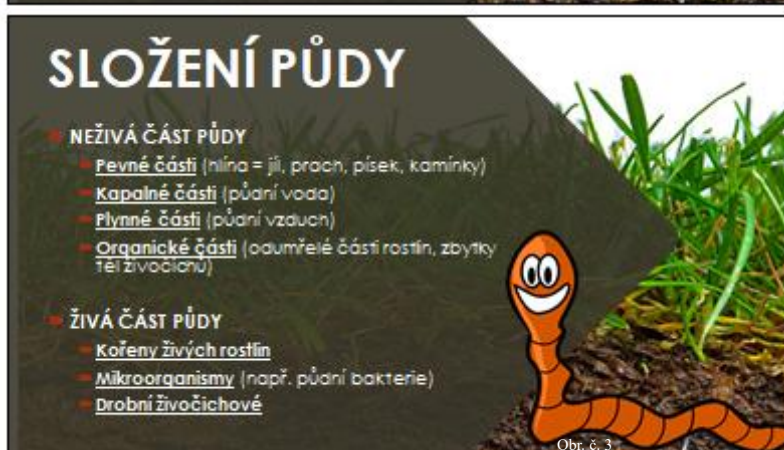 SLOŽENÍ PŮDY
NEŽIVÁ ČÁST PŮDY
Pevné části (hlína = jíl, prach, písek, kamínky)
Kapalné části (půdní voda)
Plynné části (půdní vzduch)
Organické části (odumřelé části rostlin, zbytky
těl živočichů)
ŽIVÁ ČÁST PŮDY
Kořeny živých rostlin
Mikroorganismy (např. půdní bakterie)
Drobní živočichové
Obr. č. 3